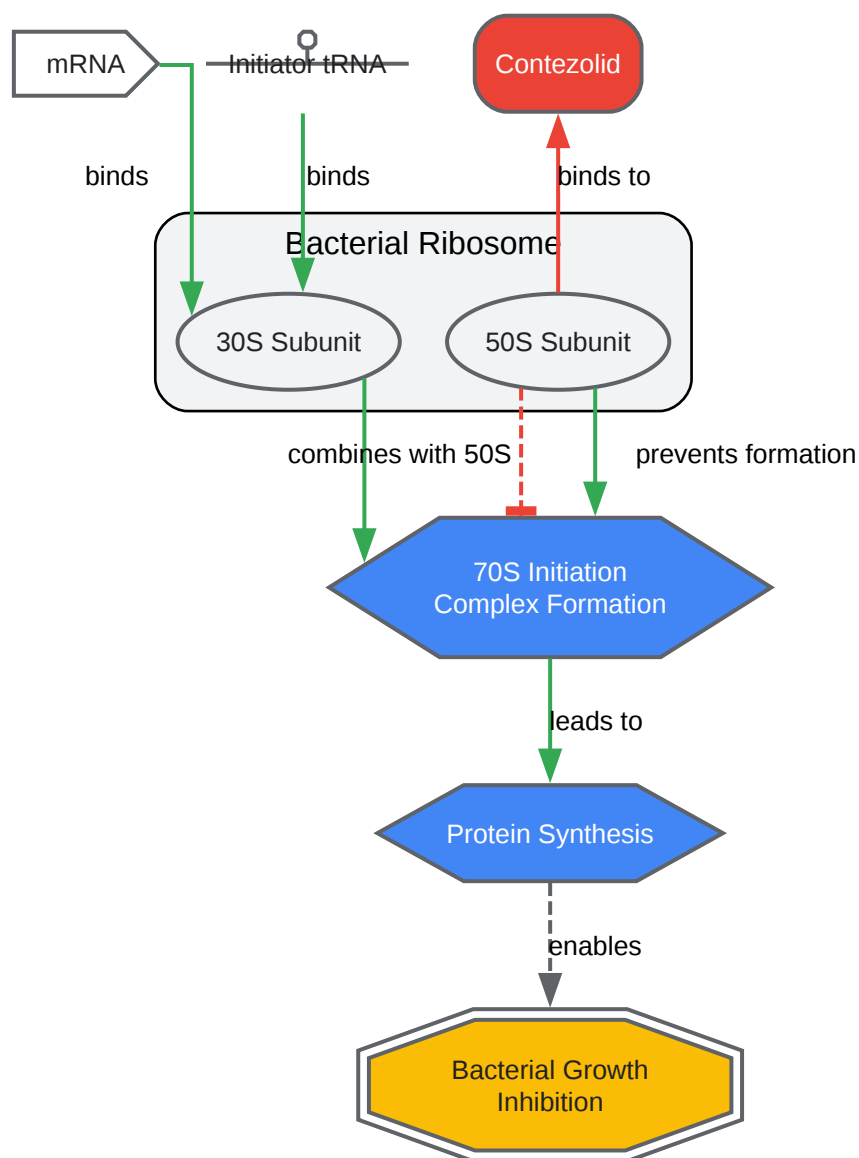 mRNA
Initiator tRNA
Contezolid
binds
binds
binds to
Bacterial Ribosome
30S Subunit
50S Subunit
combines with 50S
prevents formation
70S Initiation
Complex Formation
leads to
Protein Synthesis
enables
Bacterial Growth
Inhibition